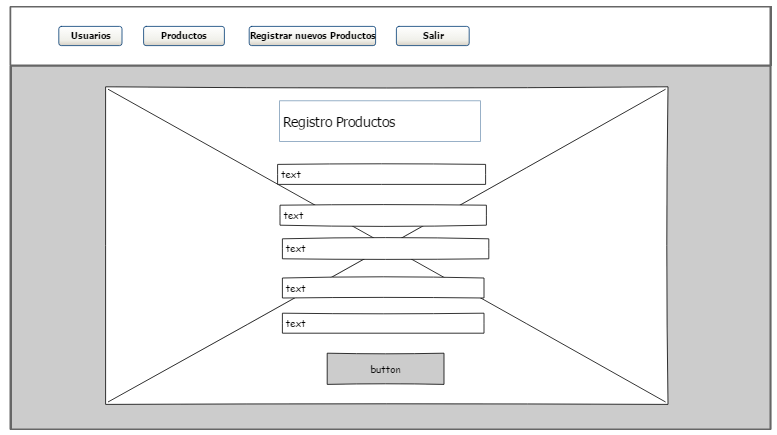 Usuarios
Productos
Registrar nuevos Productos
Salir
Registro Productos
text
text
text
text
text
button